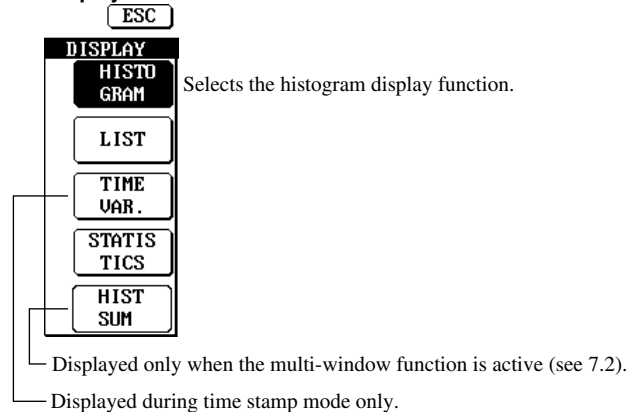 ESC
DISPLAY
HISTO
GRAM
Selects the histogram display function.
LIST
TIME
VAR.
STATIS
TICS
HIST
SUM
Displayed only when the multi-window function is active (see 7.2).
Displayed during time stamp mode only.